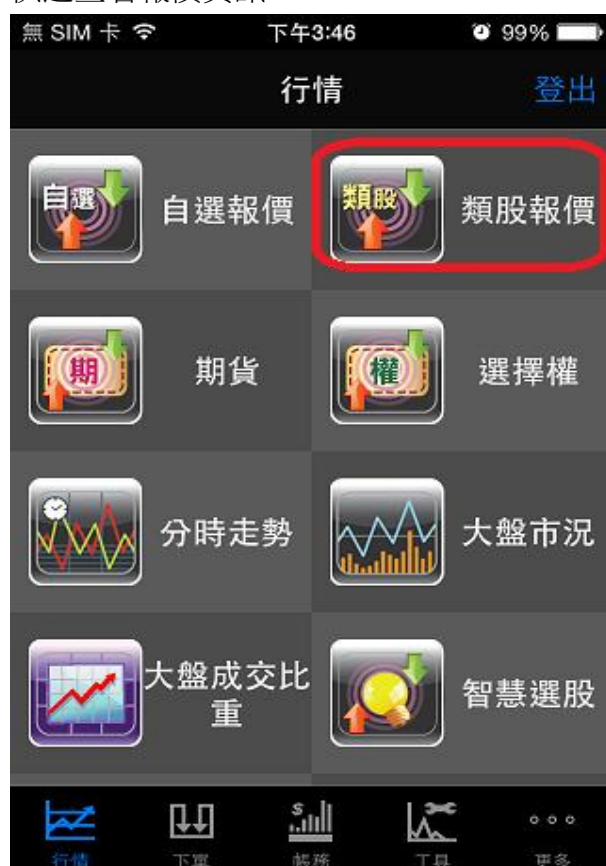 無 SIM 卡 下午3:46 99%
行情 登出
自選 自選報價 類股 類股報價
期 期貨 權 選擇權
分時走勢 大盤市況
大盤成交比
重
智慧選股
$
行情 下單 帳務 工具 更多